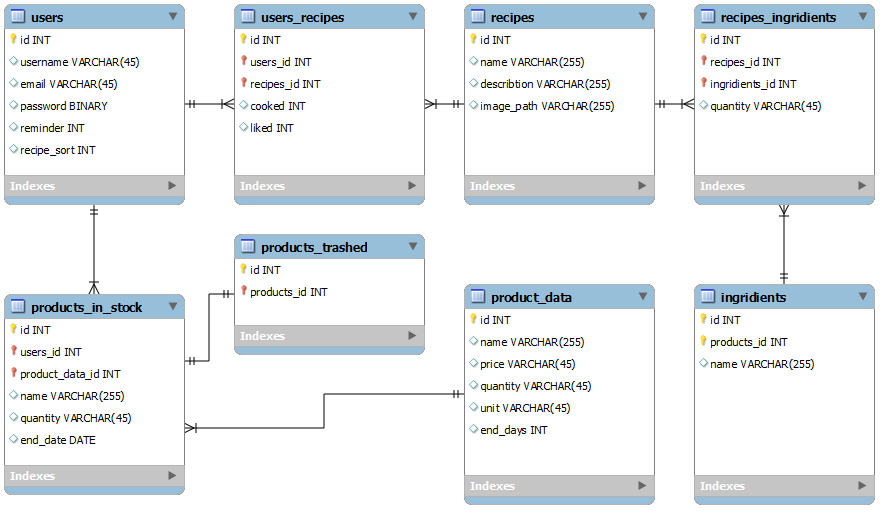 users
id INT
username VARCHAR(45)
email VARCHAR(45)
password BINARY
reminder INT
recipe_sort INT
Indexes
users_recipes
id INT
users_id INT
recipes_id INT
cooked INT
liked INT
Indexes
recipes
id INT
name VARCHAR(255)
describtion VARCHAR(255)
image_path VARCHAR(255)
Indexes
recipes_ingridients
id INT
recipes_id INT
ingridients_id INT
quantity VARCHAR(45)
Indexes
products_in_stock
id INT
users_id INT
product_data_id INT
name VARCHAR(255)
quantity VARCHAR(45)
end_date DATE
Indexes
products_trashed
id INT
products_id INT
Indexes
product_data
id INT
name VARCHAR(255)
price VARCHAR(45)
quantity VARCHAR(45)
unit VARCHAR(45)
end_days INT
Indexes
ingridients
id INT
products_id INT
name VARCHAR(255)
Indexes